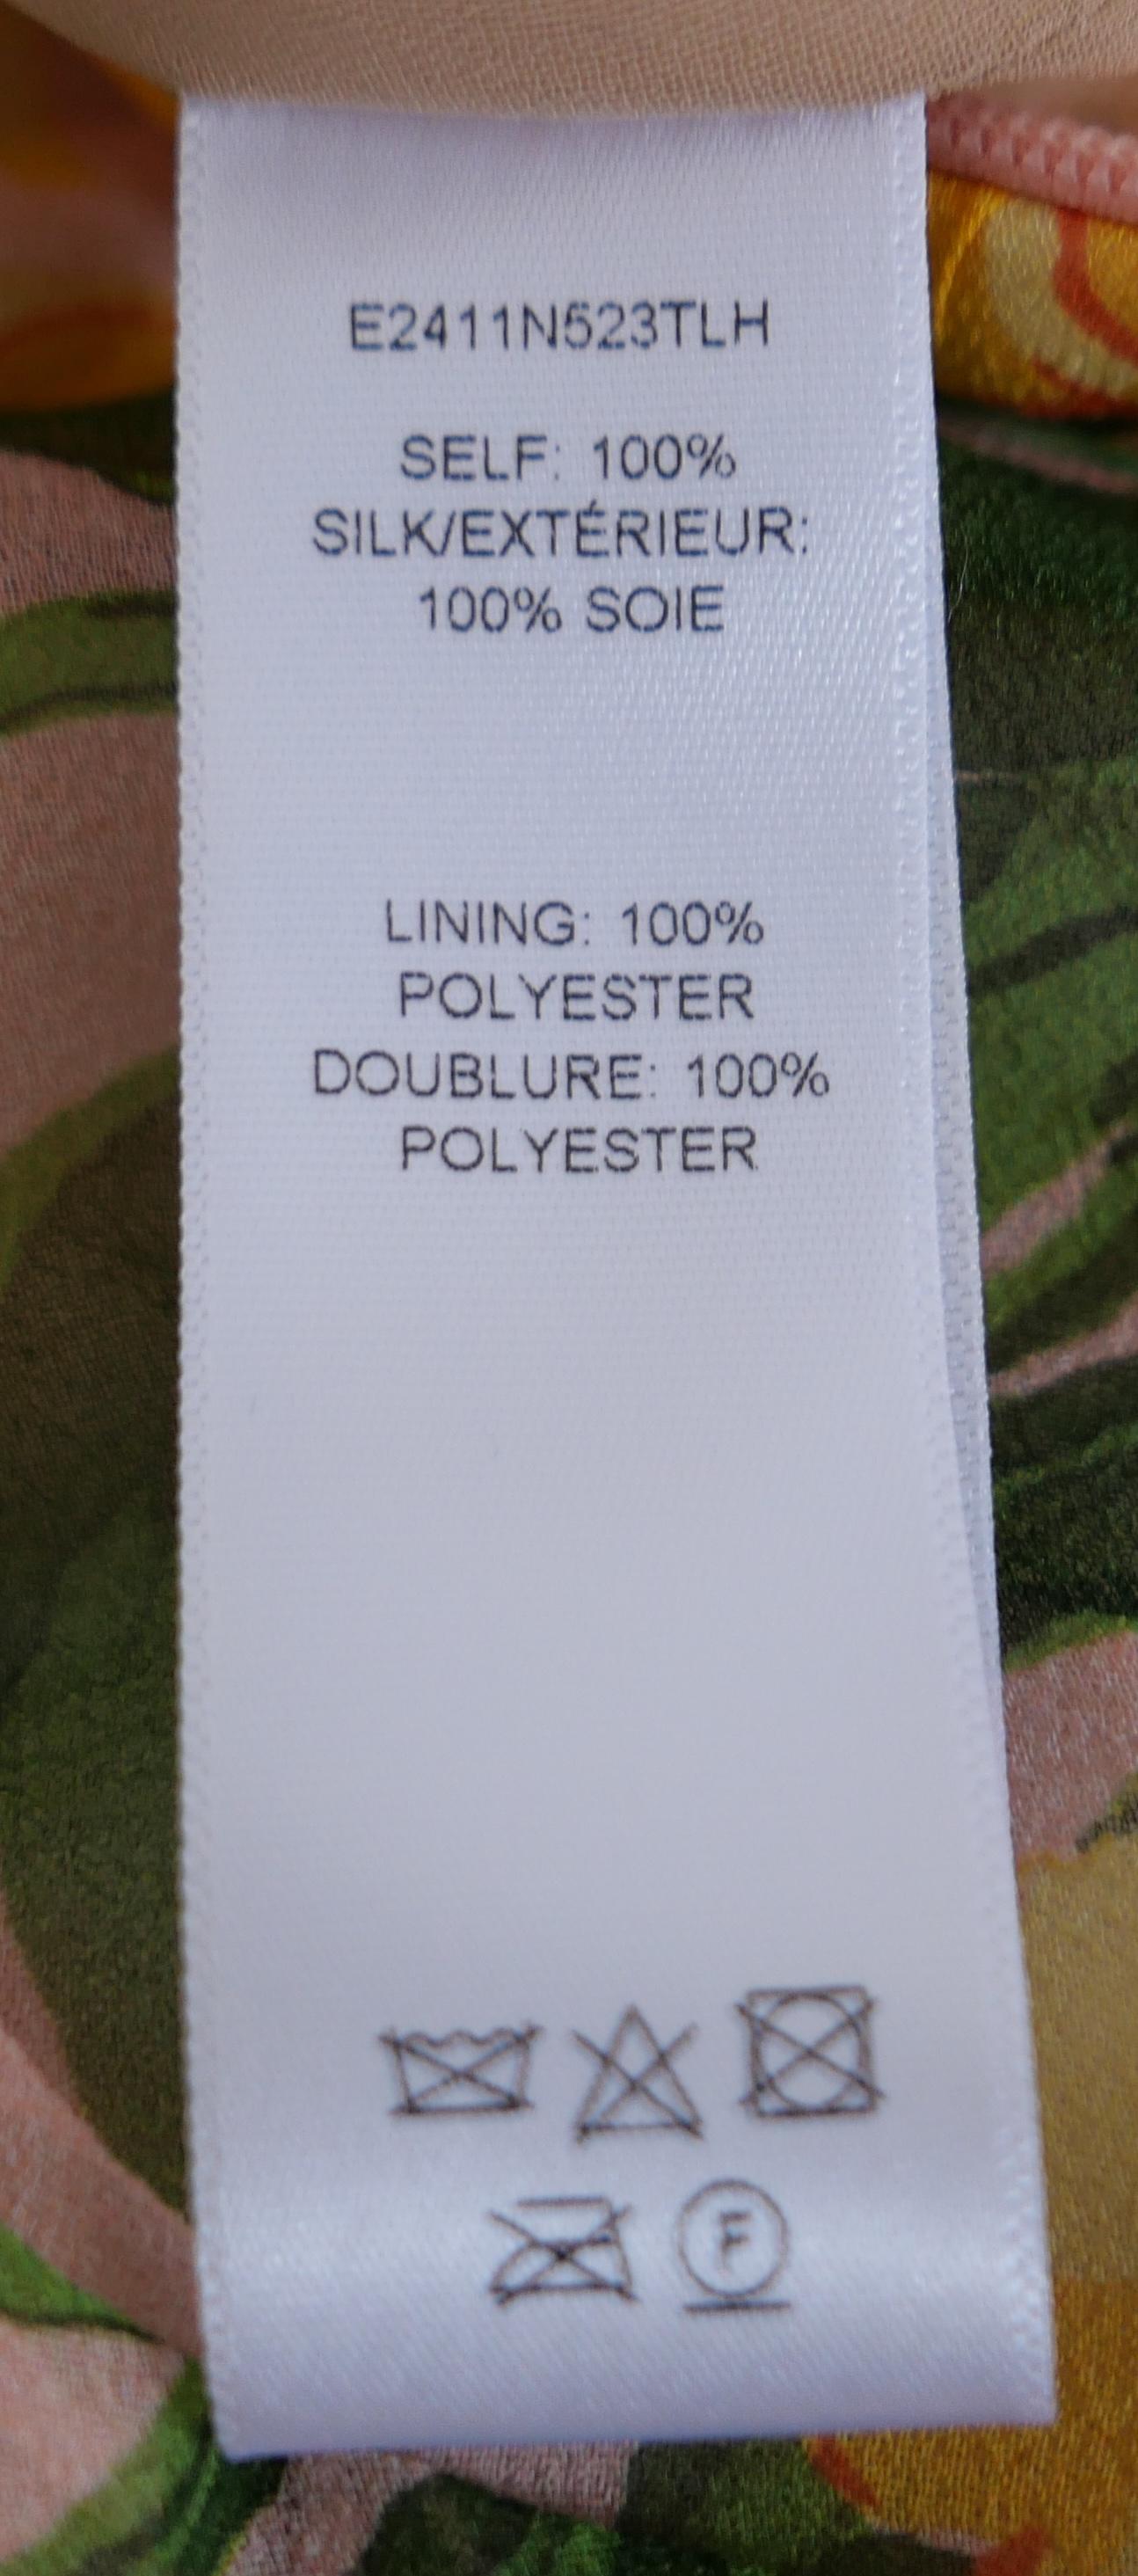 E2411N523TLH
SELF: 100%
SILK/EXTÉRIEUR:
100% SOIE
LINING: 100%
POLYESTER
DOUBLURE: 100%
POLYESTER
F